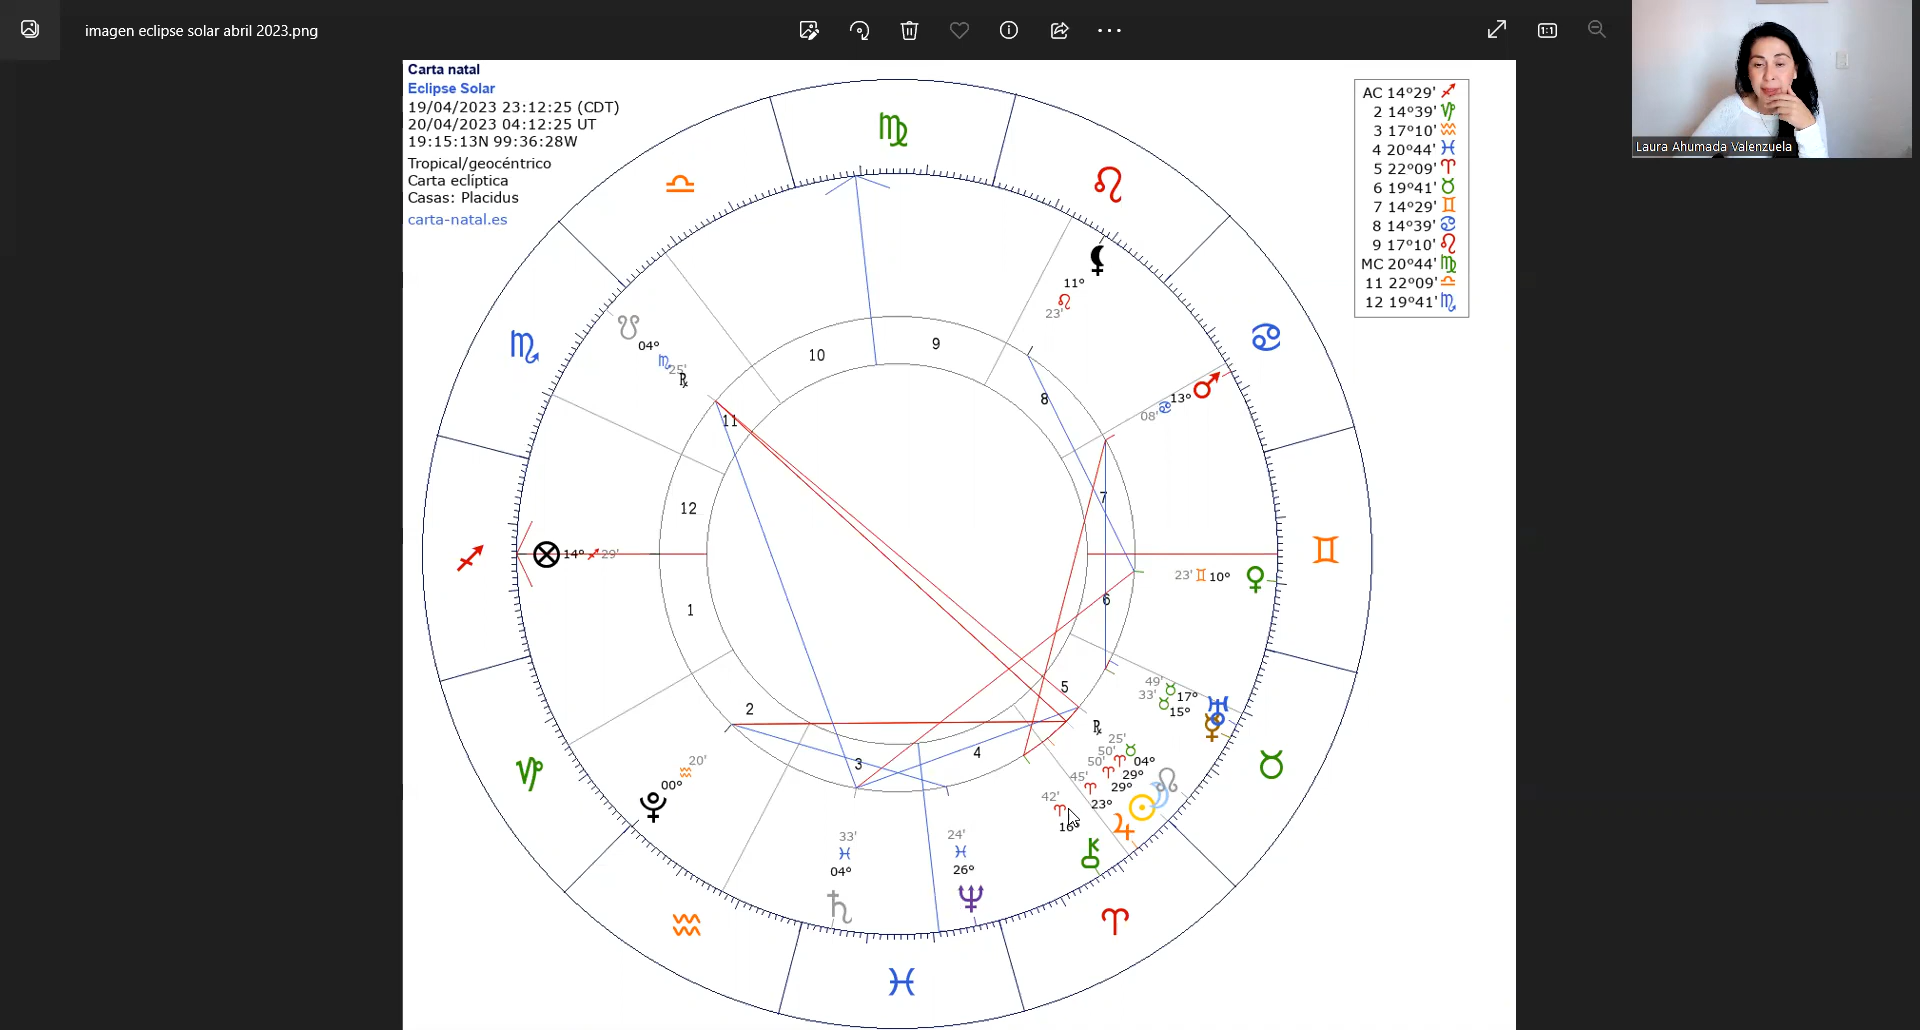 imagen eclipse solar abril 2023.png
1:1
Laura Ahumada Valenzuela
Carta natal
Eclipse Solar
19/04/2023 23:12:25 (CDT)
20/04/2023 04:12:25 UT
19:15:13N 99:36:28W
Tropical/geocéntrico
Carta eclíptica
Casas: Placidus
carta-natal.es
AC 14°29' ♐
2 14°39' ♑
3 17°10' ♒
4 20°44' ♓
5 22°09' ♈
6 19°41' ♉
7 14°29' ♊
8 14°39' ♋
9 17°10' ♌
MC 20°44' ♍
11 22°09' ♎
12 19°41' ♏
♍
♎
♌
11°
♌
23'
04°
♏
25'
℞
♏
10
9
8
♋
13°
♋
08'
11
7
12
14° ♐ 29'
♐
♊
23' ♊ 10°
6
1
5
2
4
3
49' ♉ 17°
33' ♉ 15°
℞
25' ♉ 04°
50' ♈ 29°
50' ♈ 29°
45' ♈ 23°
42' ♈ 16°
♉
♑
20'
♒
00°
33'
♓
04°
24'
♓
26°
♒
♈
♓